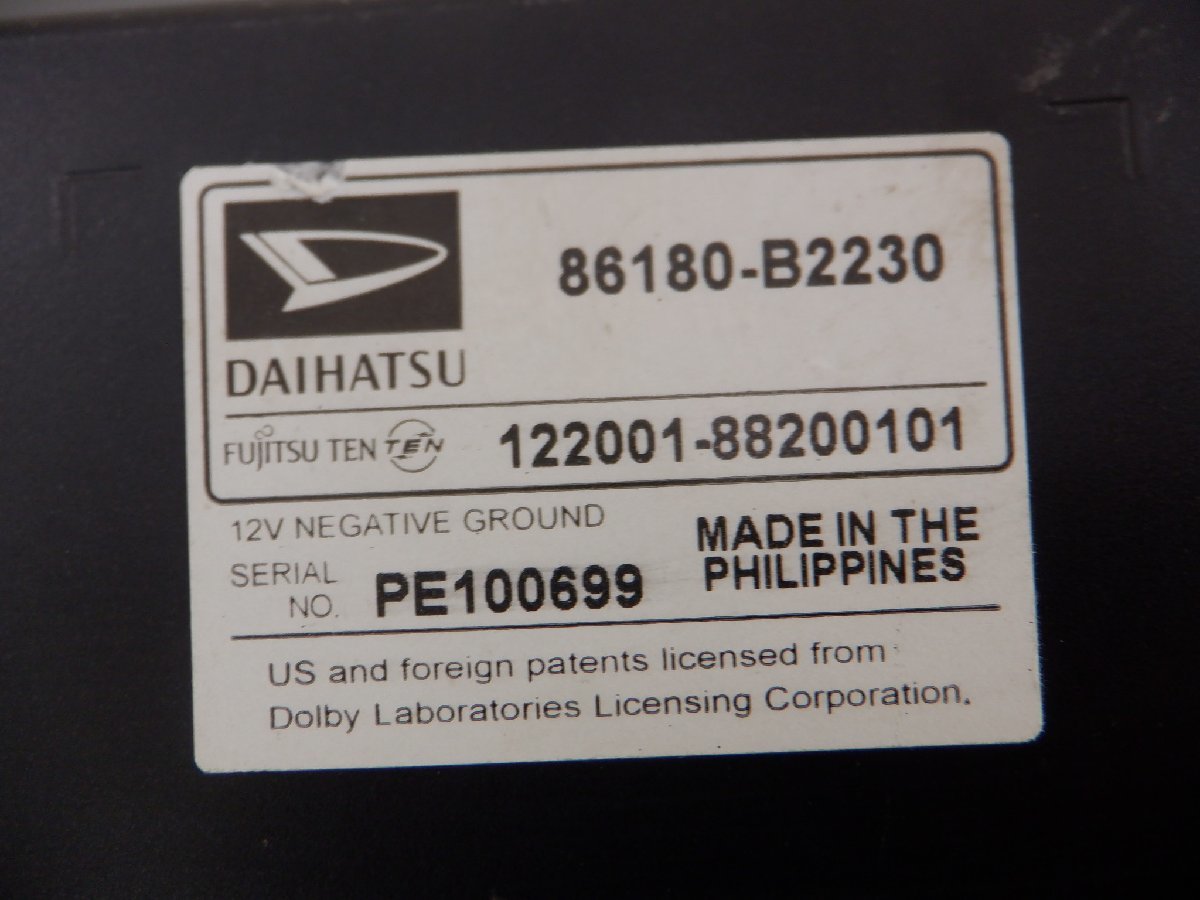 86180-B2230
DAIHATSU
FUJITSU TEN TEN 122001-88200101
12V NEGATIVE GROUND
SERIAL NO. PE100699
MADE IN THE
PHILIPPINES
US and foreign patents licensed from
Dolby Laboratories Licensing Corporation.